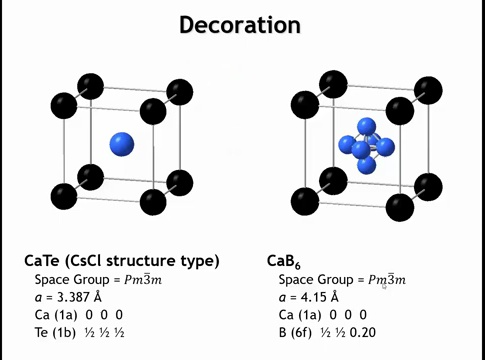 Decoration
CaTe (CsCl structure type)
Space Group = Pm3̅m
a = 3.387 Å
Ca (1a) 0 0 0
Te (1b) ½ ½ ½
CaB₆
Space Group = Pm3̅m
a = 4.15 Å
Ca (1a) 0 0 0
B (6f) ½ ½ 0.20